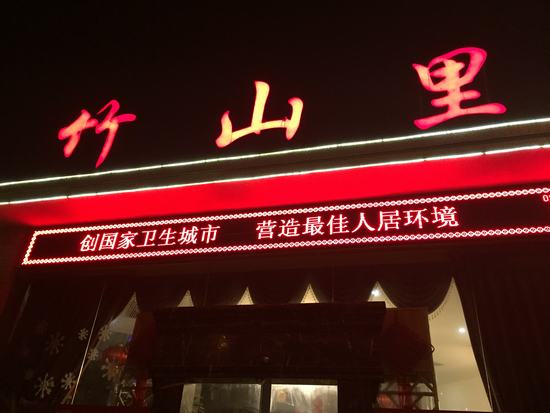 竹山里
创国家卫生城市 营造最佳人居环境